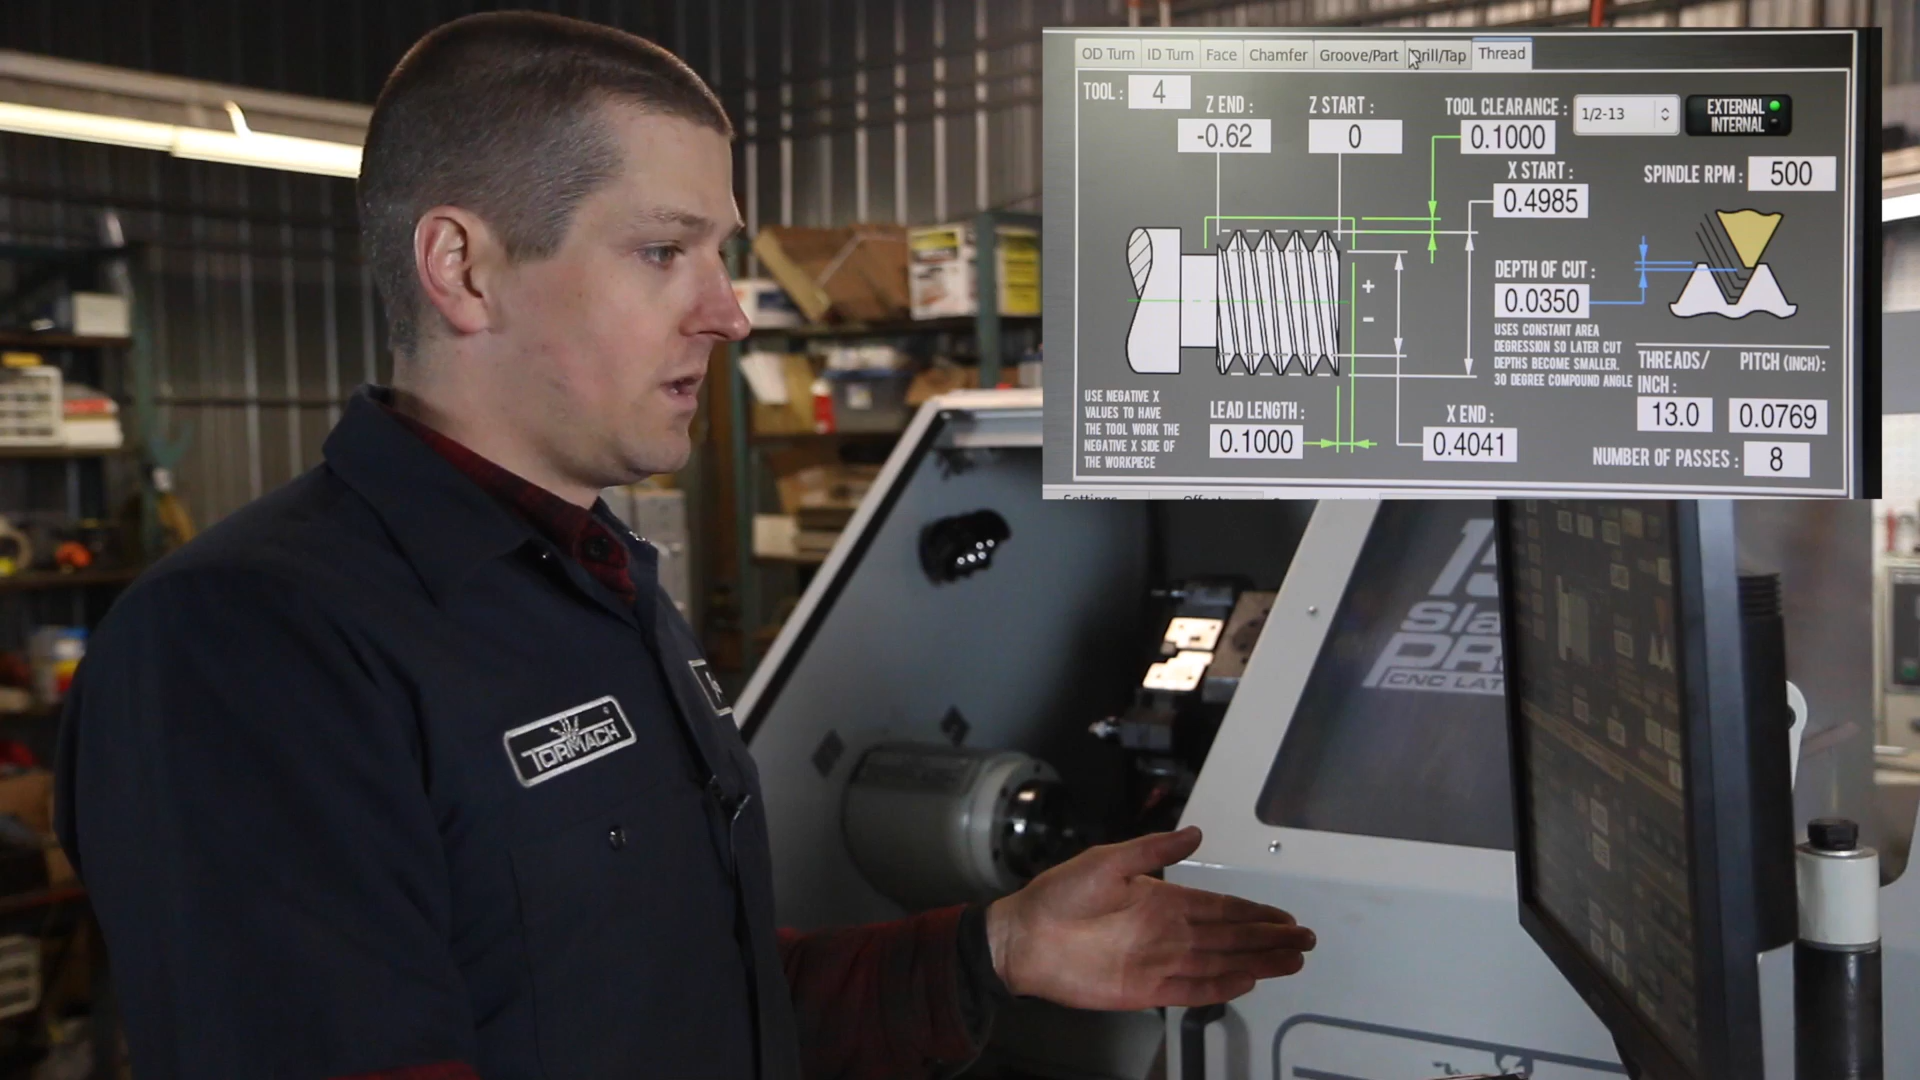 OD Turn ID Turn Face Chamfer Groove/Part Drill/Tap Thread
TOOL : 4
Z END :
-0.62
Z START :
0
TOOL CLEARANCE :
0.1000
1/2-13
EXTERNAL
INTERNAL
X START :
0.4985
SPINDLE RPM : 500
DEPTH OF CUT :
0.0350
USES CONSTANT AREA
DEGRESSION SO LATER CUT
DEPTHS BECOME SMALLER.
30 DEGREE COMPOUND ANGLE
+
-
THREADS/
INCH :
13.0
PITCH (INCH):
0.0769
USE NEGATIVE X
VALUES TO HAVE
THE TOOL WORK THE
NEGATIVE X SIDE OF
THE WORKPIECE
LEAD LENGTH :
0.1000
X END :
0.4041
NUMBER OF PASSES : 8
TORMACH
PR
CNC LAT